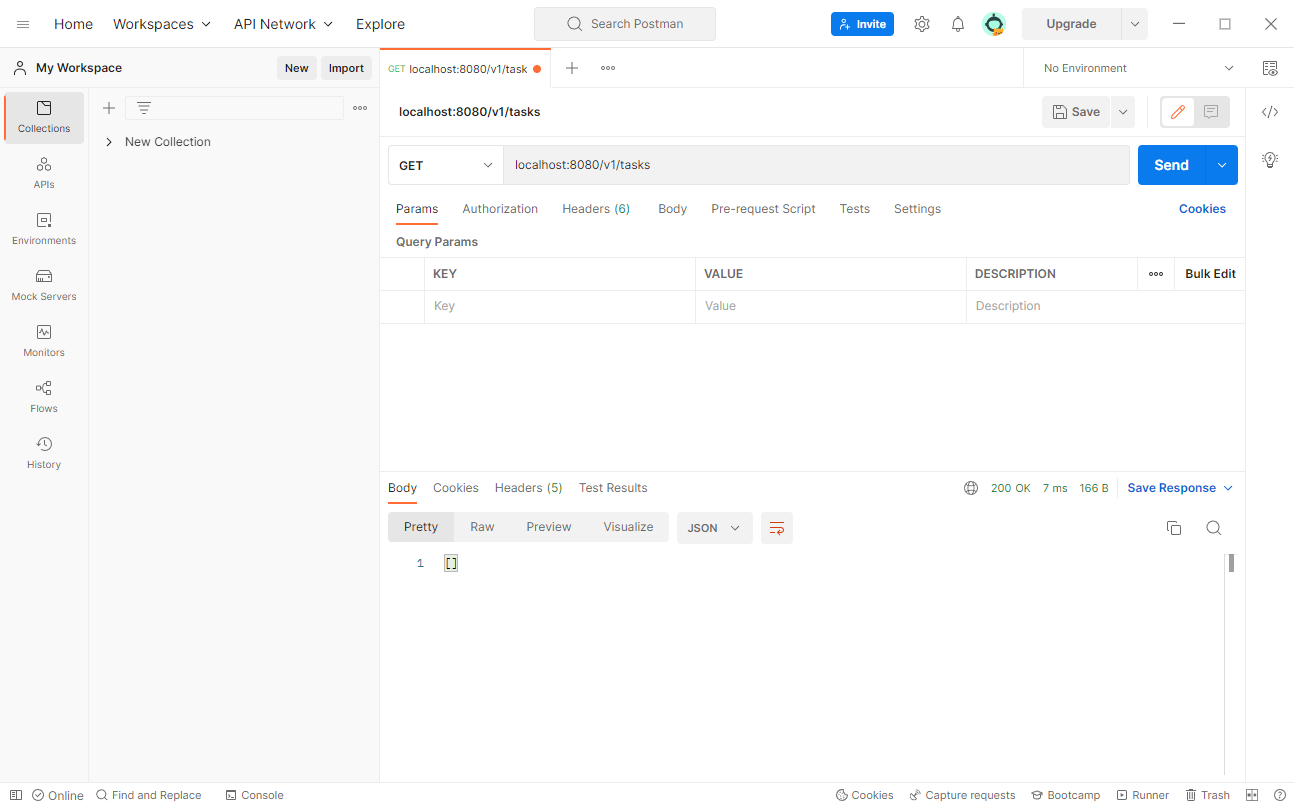 Home Workspaces API Network Explore Search Postman Invite Upgrade
My Workspace New Import GET localhost:8080/v1/task No Environment
Collections
New Collection
APIs
Environments
Mock Servers
Monitors
Flows
History
localhost:8080/v1/tasks Save
GET localhost:8080/v1/tasks Send
Params Authorization Headers (6) Body Pre-request Script Tests Settings Cookies
Query Params
KEY VALUE DESCRIPTION Bulk Edit
Key Value Description
Body Cookies Headers (5) Test Results 200 OK 7 ms 166 B Save Response
Pretty Raw Preview Visualize JSON
1 []
Online Find and Replace Console Cookies Capture requests Bootcamp Runner Trash